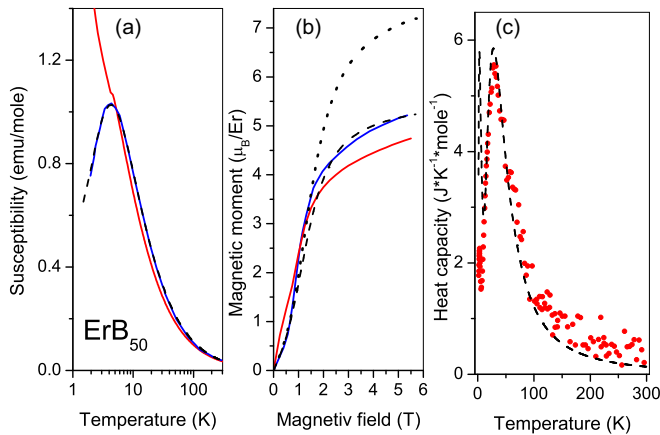 (a)
Susceptibility (emu/mole)
1.2
0.8
0.4
0.0
ErB50
1 10 100
Temperature (K)
(b)
Magnetic moment (μB/Er)
7
6
5
4
3
2
1
0
0 1 2 3 4 5 6
Magnetiv field (T)
(c)
Heat capacity (J*K-1*mole-1)
6
4
2
0
0 100 200 300
Temperature (K)